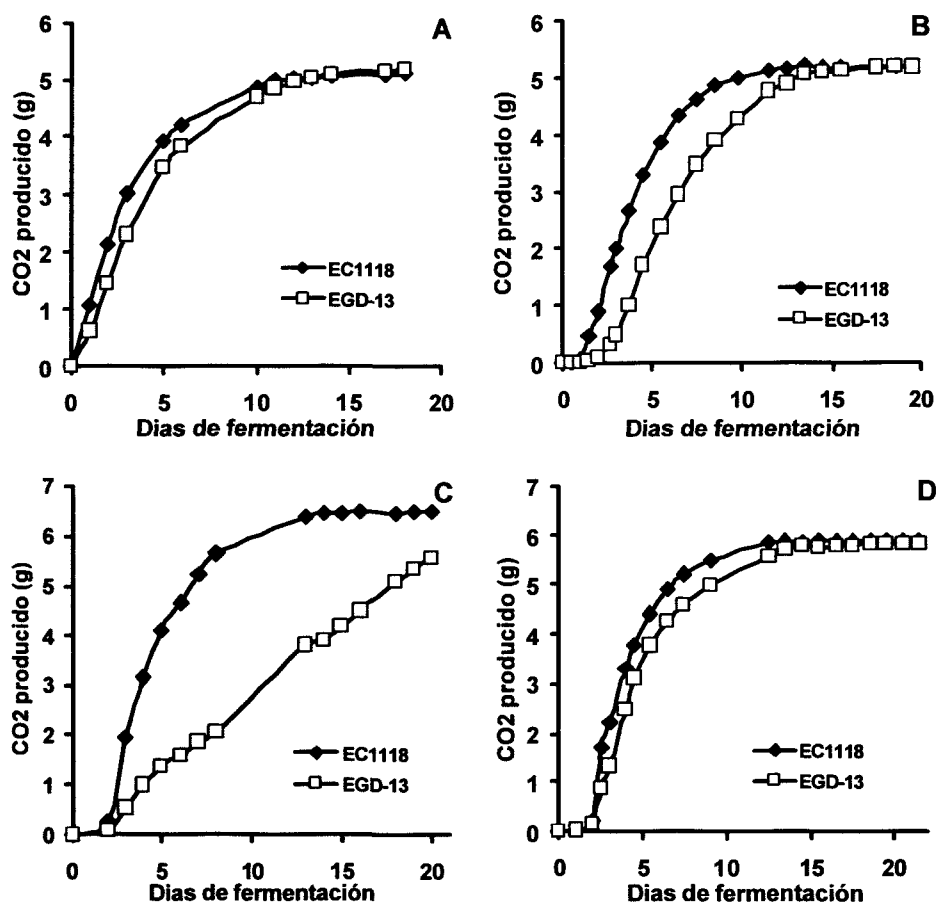 A
CO2 producido (g)
6
5
4
3
2
1
0
EC1118
EGD-13
0 5 10 15 20
Dias de fermentación
B
CO2 producido (g)
6
5
4
3
2
1
0
EC1118
EGD-13
0 5 10 15 20
Dias de fermentación
C
CO2 producido (g)
7
6
5
4
3
2
1
0
EC1118
EGD-13
0 5 10 15 20
Dias de fermentación
D
CO2 producido (g)
7
6
5
4
3
2
1
0
EC1118
EGD-13
0 5 10 15 20
Dias de fermentación